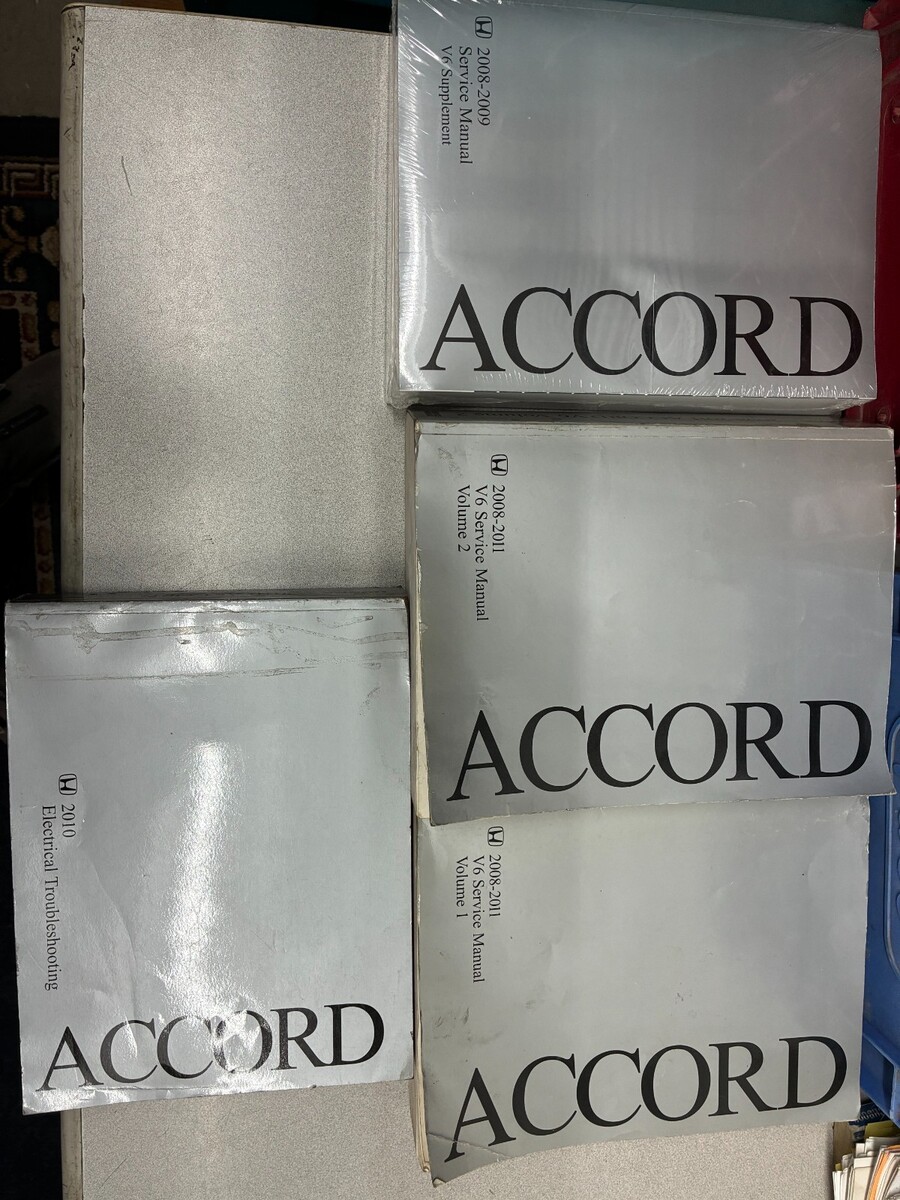 2008-2009
Service Manual
V6 Supplement
ACCORD
2008-2011
V6 Service Manual
Volume 2
ACCORD
2010
Electrical Troubleshooting
ACCORD
2008-2011
V6 Service Manual
Volume 1
ACCORD